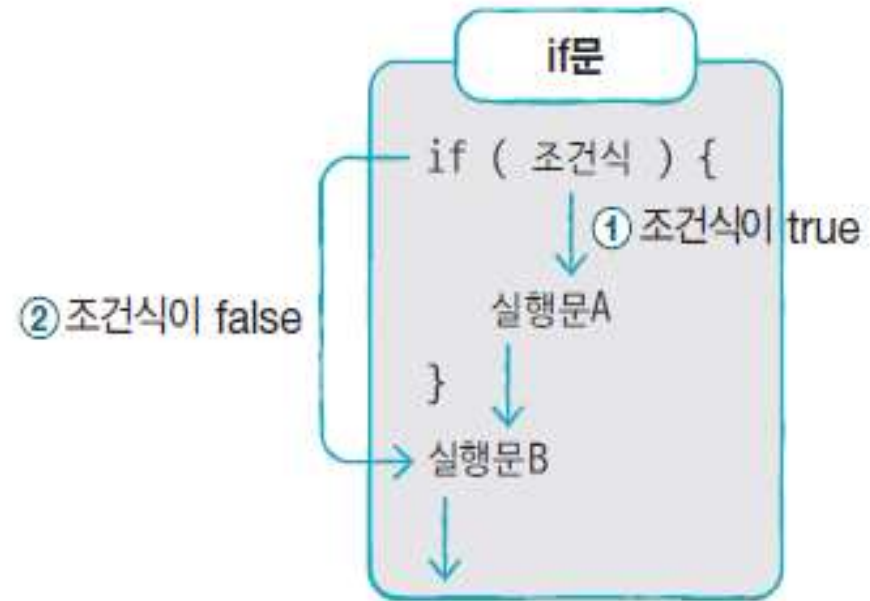 if문
if ( 조건식 ) {
① 조건식이 true
② 조건식이 false
실행문A
}
실행문B